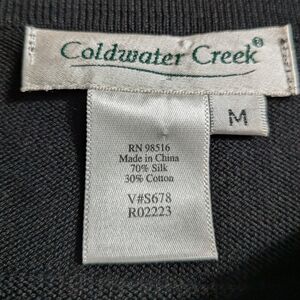 Coldwater Creek®
M
RN 98516
Made in China
70% Silk
30% Cotton
V#S678
R02223